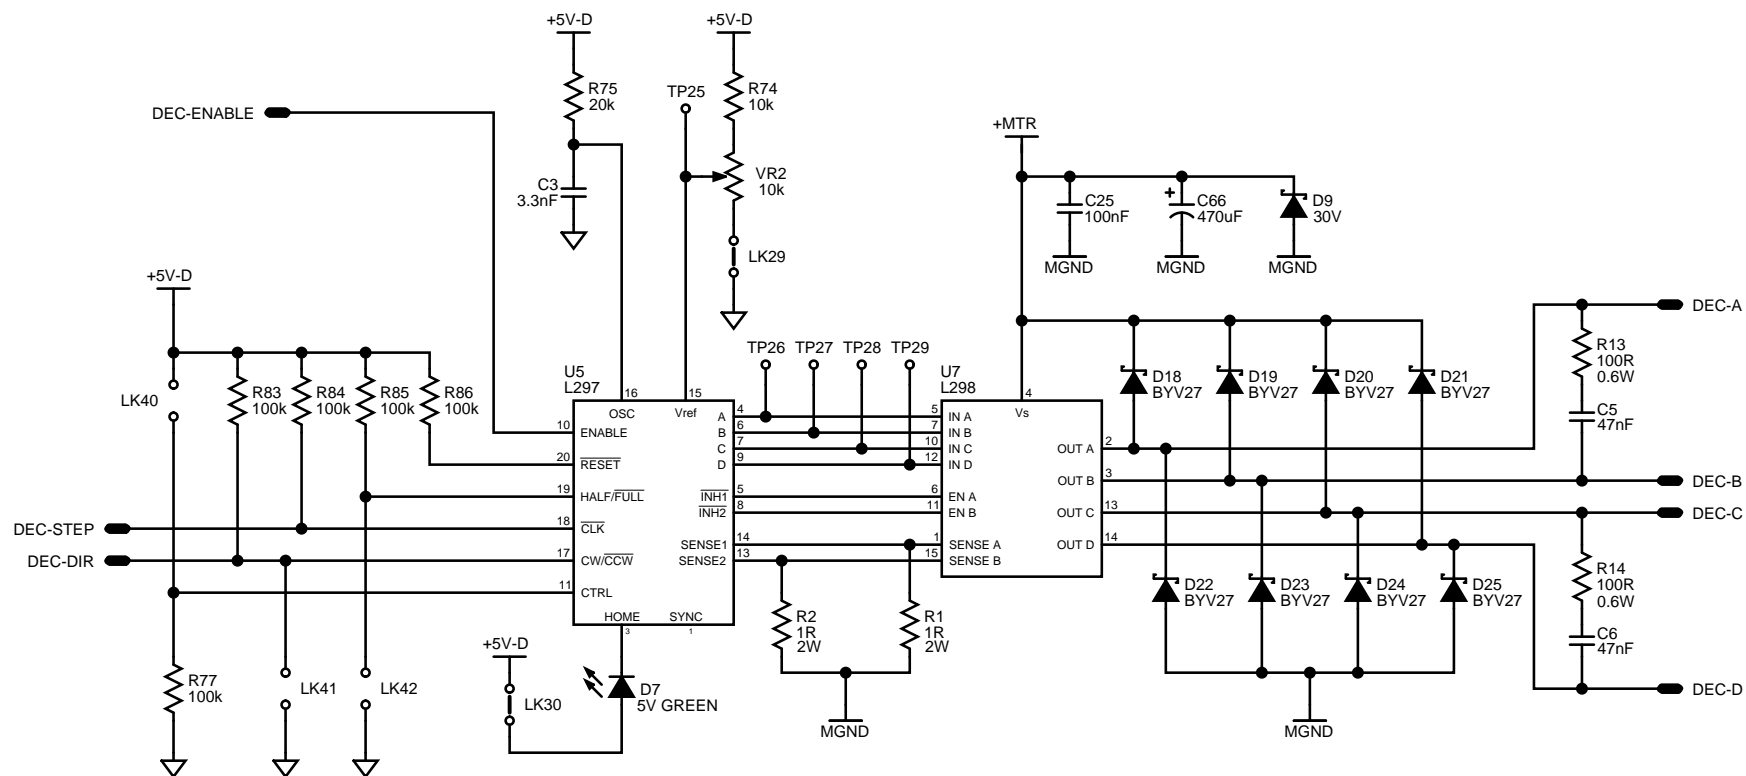 +5V-D
+5V-D
R75
20k
TP25
R74
10k
DEC-ENABLE
+MTR
C3
3.3nF
VR2
10k
C25
100nF
+
C66
470uF
D9
30V
LK29
MGND
MGND
MGND
+5V-D
DEC-A
TP26
TP27
TP28
TP29
R13
100R
0.6W
U5
L297
U7
L298
D18
BYV27
D19
BYV27
D20
BYV27
D21
BYV27
LK40
R83
100k
R84
100k
R85
100k
R86
100k
C5
47nF
16
15
4
OSC
Vref
Vs
10
ENABLE
20
RESET
19
HALF/FULL
18
CLK
17
CW/CCW
11
CTRL
HOME
3
SYNC
1
A
4
B
6
C
7
D
9
INH1
5
INH2
8
SENSE1
14
SENSE2
13
5
IN A
7
IN B
10
IN C
12
IN D
6
EN A
11
EN B
1
SENSE A
15
SENSE B
OUT A
2
OUT B
3
OUT C
13
OUT D
14
DEC-B
DEC-C
DEC-STEP
DEC-DIR
D22
BYV27
D23
BYV27
D24
BYV27
D25
BYV27
R14
100R
0.6W
R2
1R
2W
R1
1R
2W
C6
47nF
+5V-D
R77
100k
LK41
LK42
LK30
D7
5V GREEN
DEC-D
MGND
MGND